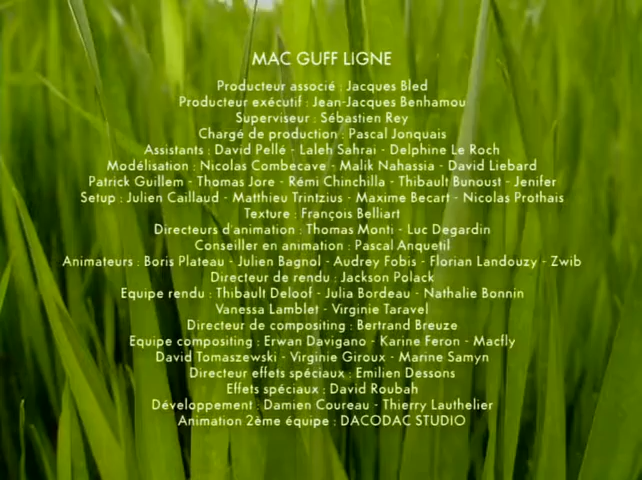 MAC GUFF LIGNE
Producteur associé : Jacques Bled
Producteur exécutif : Jean-Jacques Benhamou
Superviseur : Sébastien Rey
Chargé de production : Pascal Jonquais
Assistants : David Pellé - Laleh Sahrai - Delphine Le Roch
Modélisation : Nicolas Combecave - Malik Nahassia - David Liebard
Patrick Guillem - Thomas Jore - Rémi Chinchilla - Thibault Bunoust - Jenifer
Setup : Julien Caillaud - Matthieu Trintzius - Maxime Becart - Nicolas Prothais
Texture : François Belliart
Directeurs d'animation : Thomas Monti - Luc Degardin
Conseiller en animation : Pascal Anquetil
Animateurs : Boris Plateau - Julien Bagnol - Audrey Fobis - Florian Landouzy - Zwib
Directeur de rendu : Jackson Polack
Equipe rendu : Thibault Deloof - Julia Bordeau - Nathalie Bonnin
Vanessa Lamblet - Virginie Taravel
Directeur de compositing : Bertrand Breuze
Equipe compositing : Erwan Davigano - Karine Feron - Macfly
David Tomaszewski - Virginie Giroux - Marine Samyn
Directeur effets spéciaux : Emilien Dessons
Effets spéciaux : David Roubah
Développement : Damien Coureau - Thierry Lauthelier
Animation 2ème équipe : DACODAC STUDIO